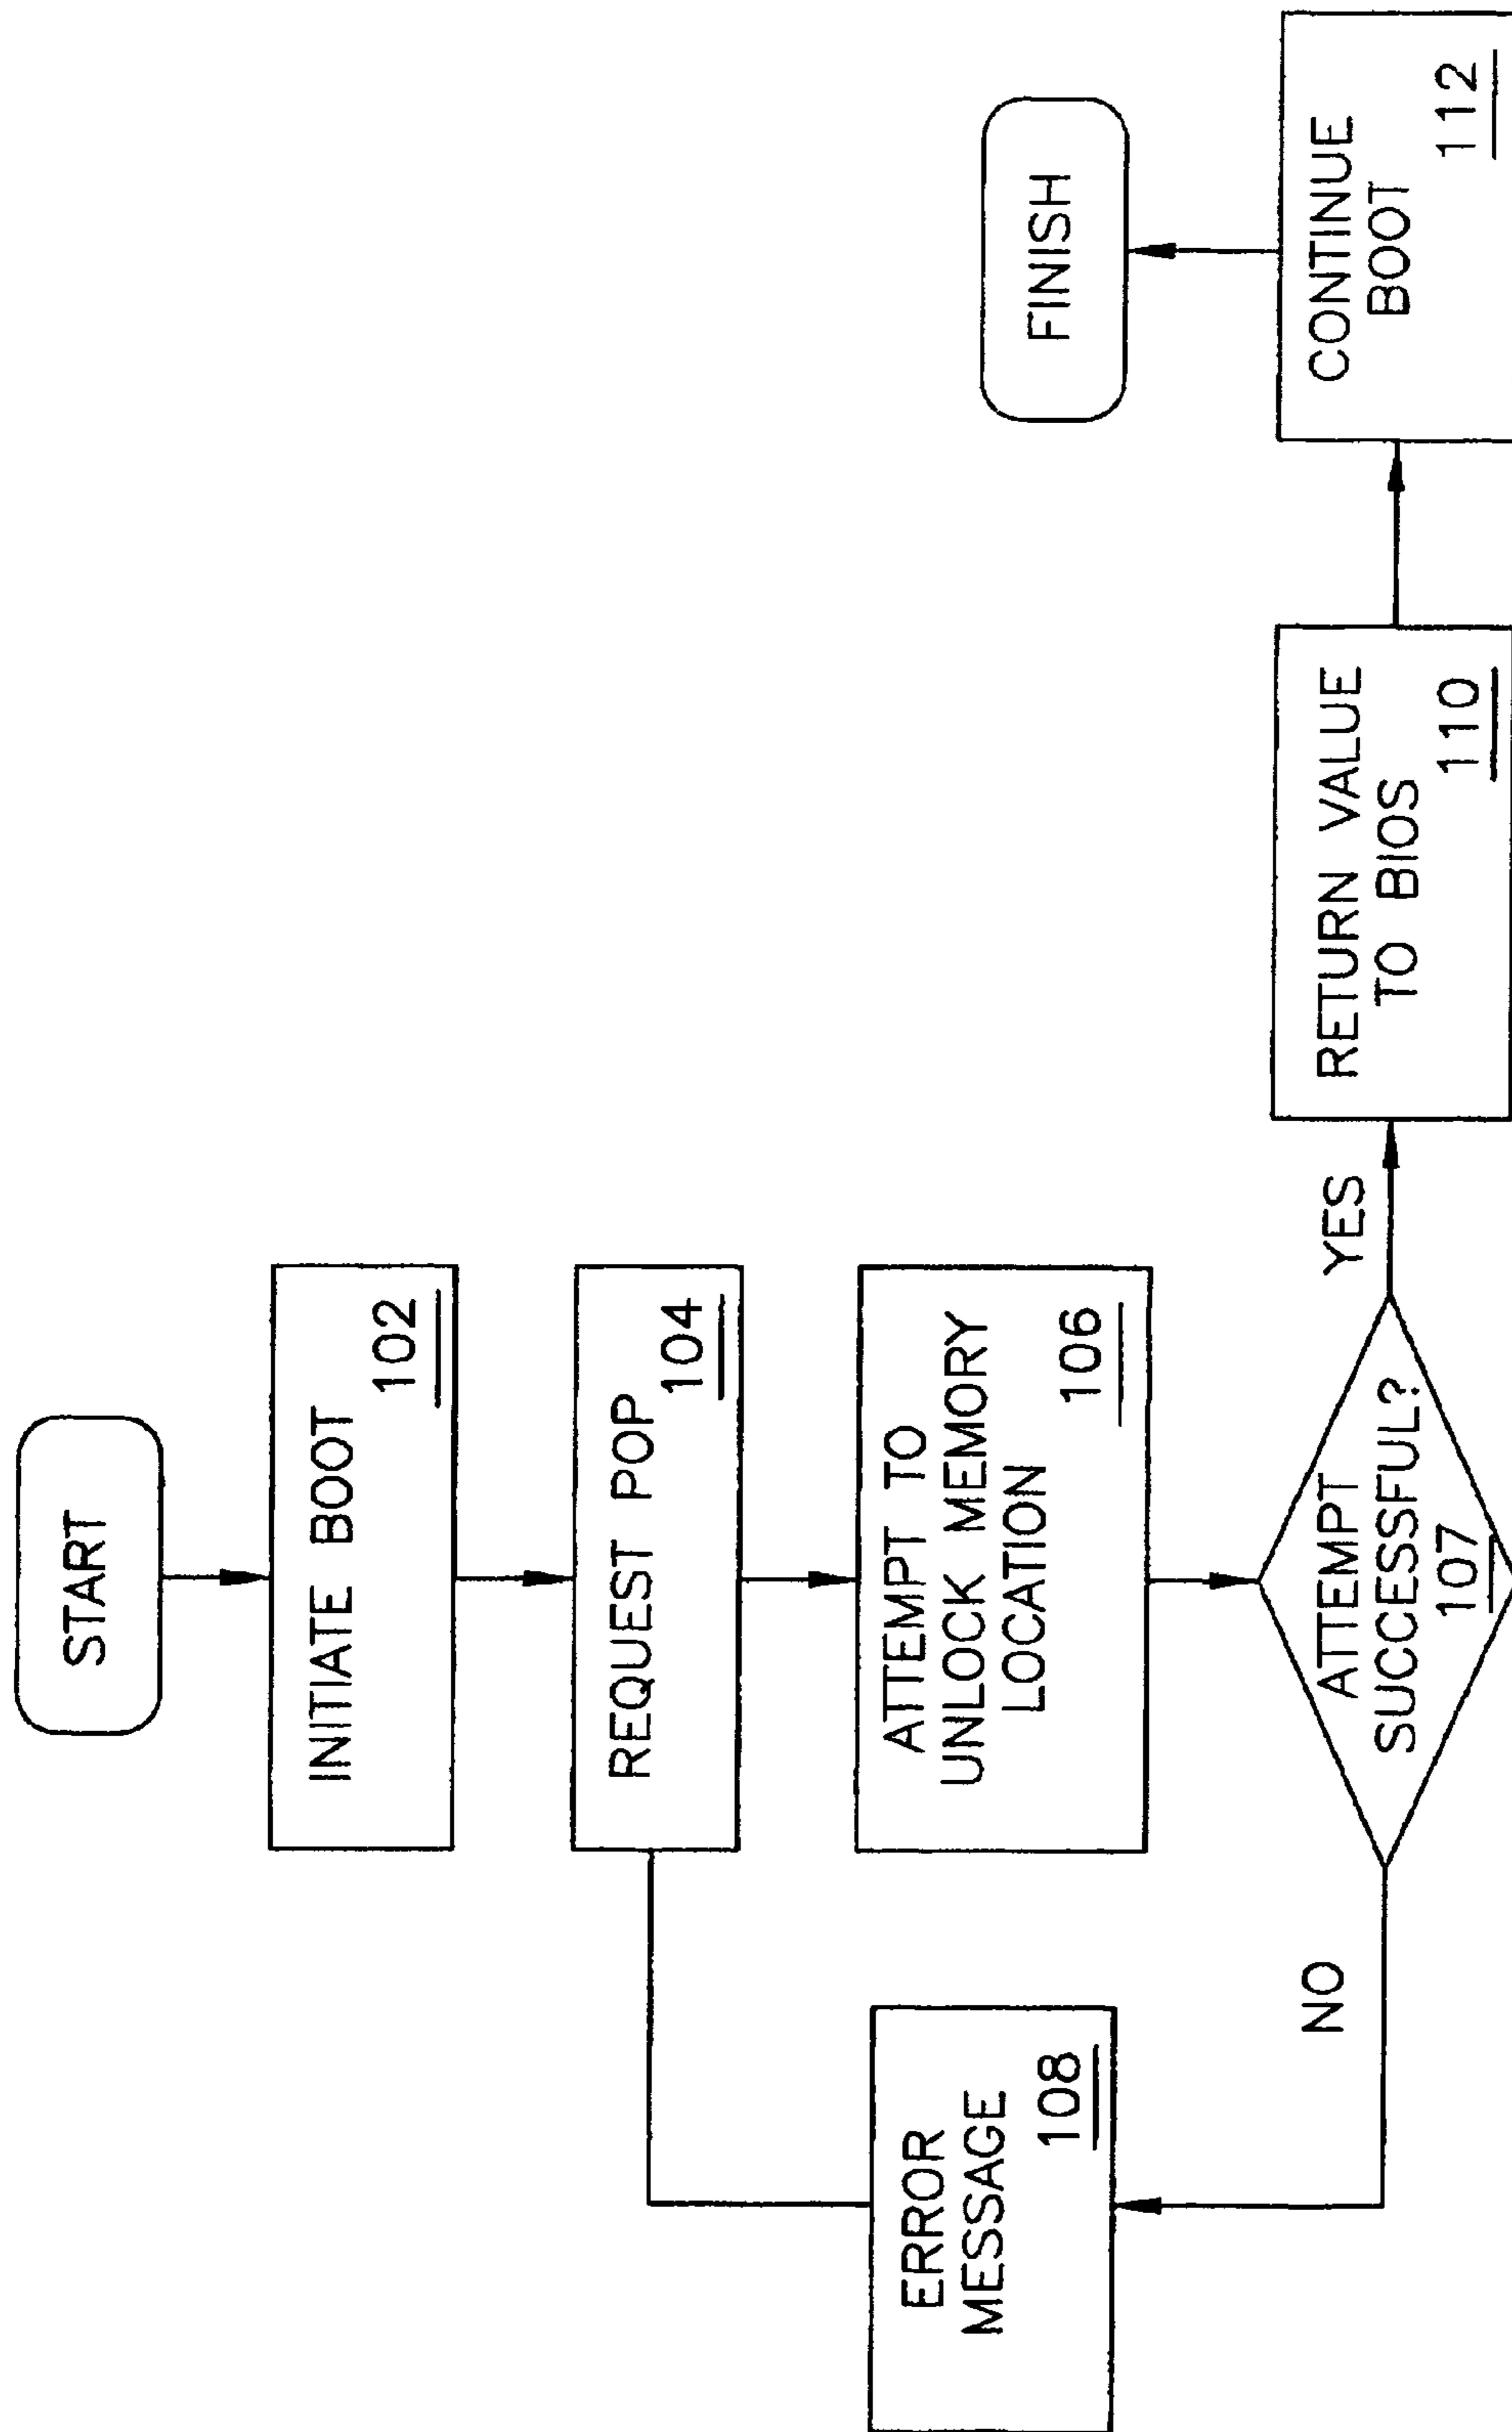 START
INITIATE BOOT
102
REQUEST POP
104
ATTEMPT TO
UNLOCK MEMORY
LOCATION
106
ATTEMPT
SUCCESSFUL?
107
NO
YES
ERROR
MESSAGE
108
RETURN VALUE
TO BIOS
110
CONTINUE
BOOT
112
FINISH